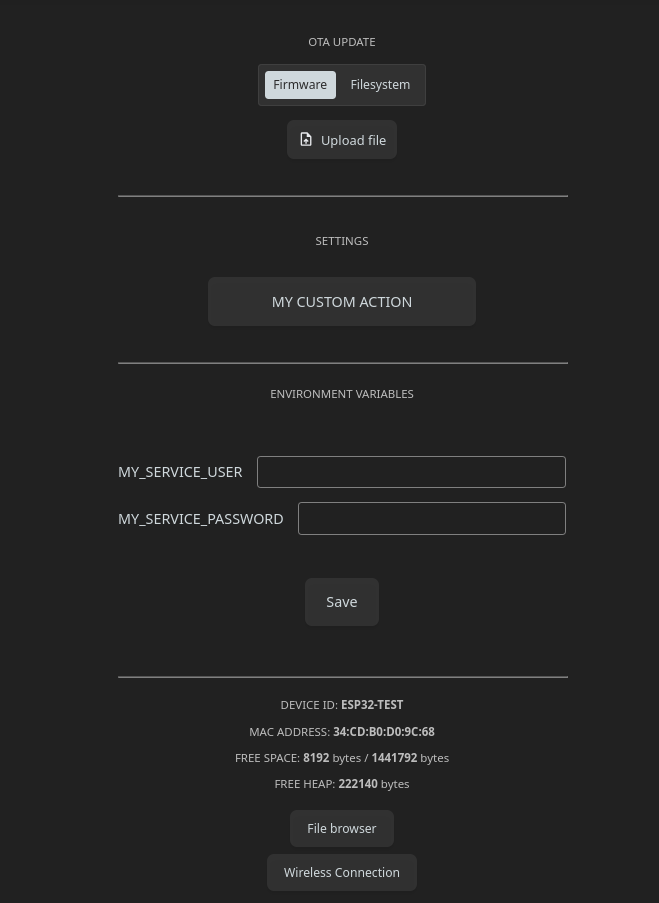 OTA UPDATE
Firmware Filesystem
Upload file
SETTINGS
MY CUSTOM ACTION
ENVIRONMENT VARIABLES
MY_SERVICE_USER
MY_SERVICE_PASSWORD
Save
DEVICE ID: ESP32-TEST
MAC ADDRESS: 34:CD:B0:D0:9C:68
FREE SPACE: 8192 bytes / 1441792 bytes
FREE HEAP: 222140 bytes
File browser
Wireless Connection